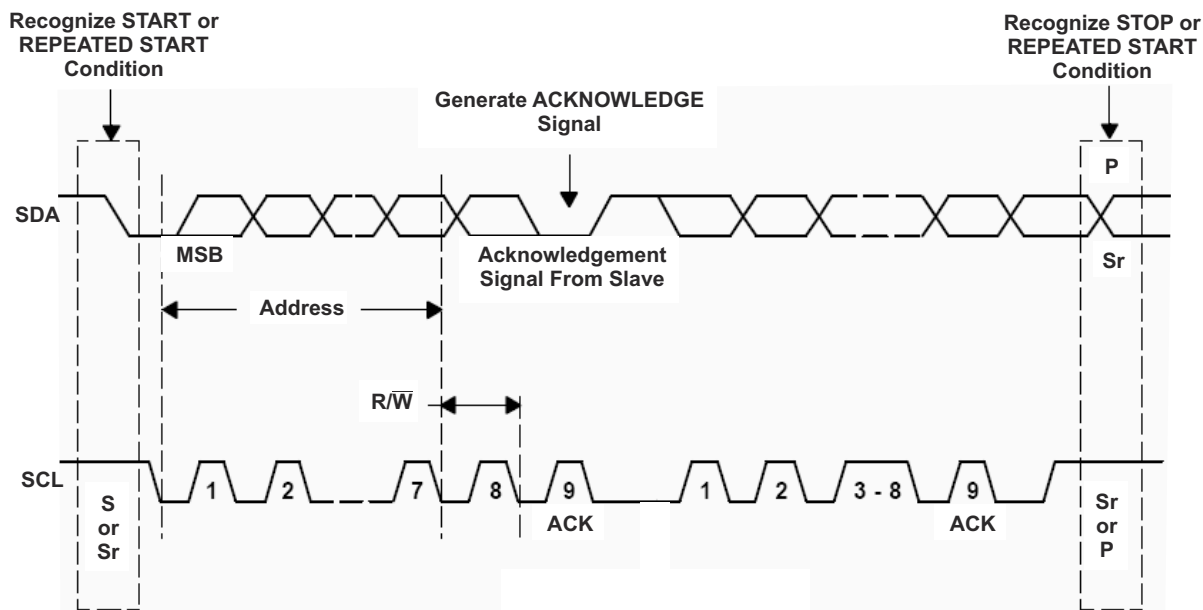 Recognize START or
REPEATED START
Condition
Recognize STOP or
REPEATED START
Condition
Generate ACKNOWLEDGE
Signal
P
SDA
MSB
Acknowledgement
Signal From Slave
Sr
Address
R/W̅
SCL
1
2
7
8
9
1
2
3 - 8
9
S
or
Sr
ACK
ACK
Sr
or
P